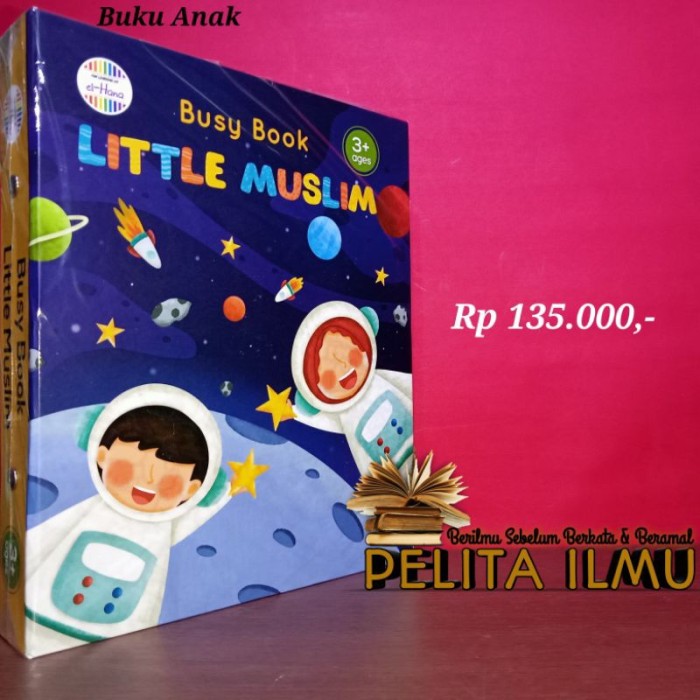 Buku Anak
el-Hana
Busy Book
LITTLE MUSLIM
3+
ages
Busy Book
Little Muslim
Rp 135.000,-
Berilmu Sebelum Berkata & Beramal
PELITA ILMU